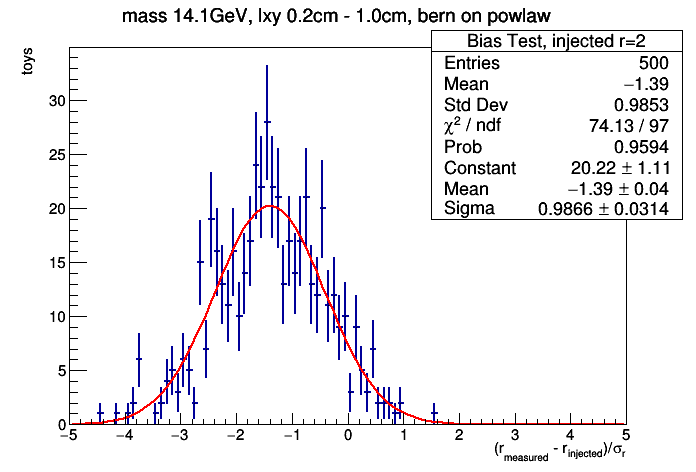 mass 14.1GeV, lxy 0.2cm - 1.0cm, bern on powlaw
Bias Test, injected r=2
Entries 500
Mean −1.39
Std Dev 0.9853
χ² / ndf 74.13 / 97
Prob 0.9594
Constant 20.22 ± 1.11
Mean −1.39 ± 0.04
Sigma 0.9866 ± 0.0314
toys
30
25
20
15
10
5
0
−5 −4 −3 −2 −1 0 1 2 3 4 5
(r_measured - r_injected)/σ_r